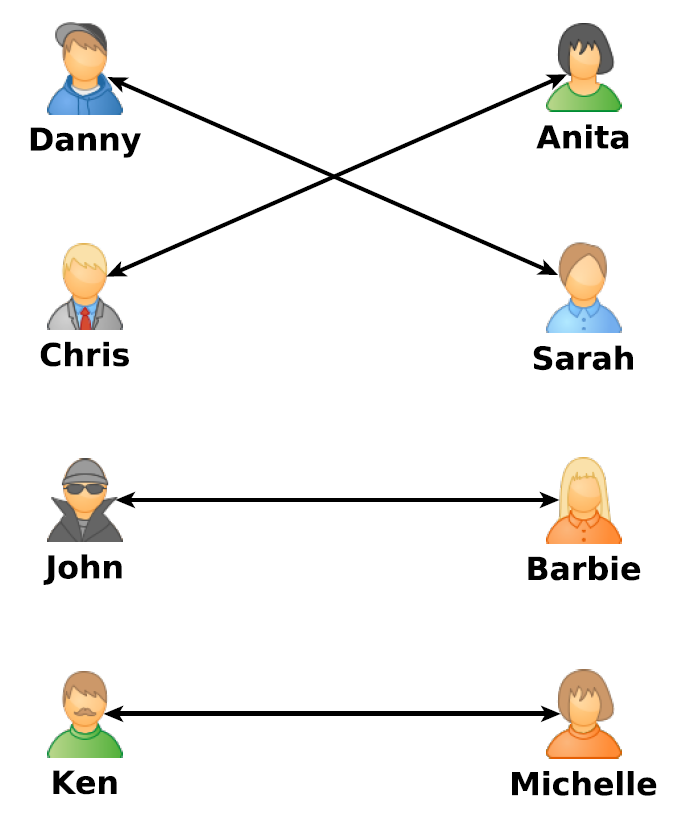 Danny
Anita
Chris
Sarah
John
Barbie
Ken
Michelle